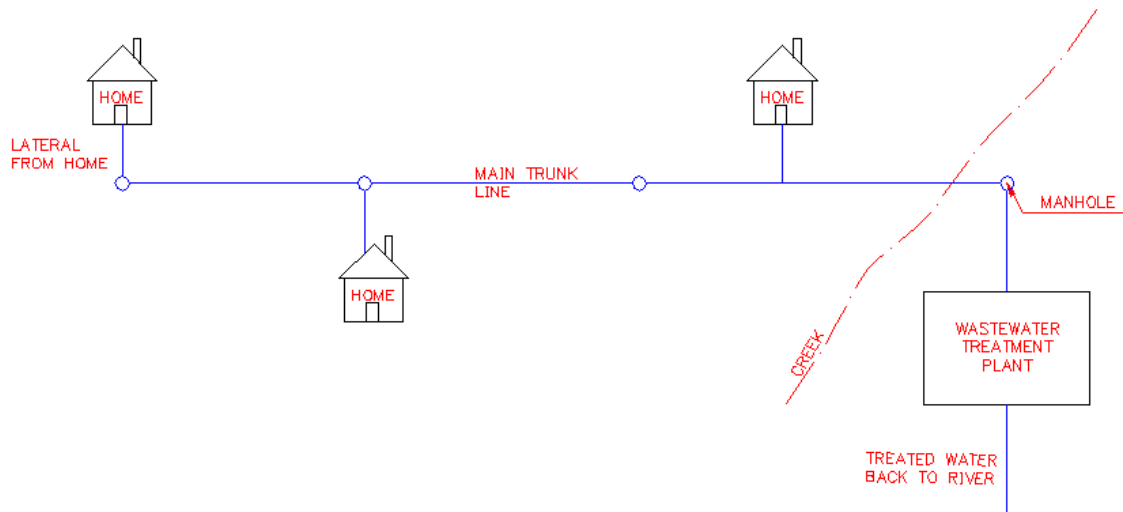 HOME
HOME
LATERAL
FROM HOME
MAIN TRUNK
LINE
MANHOLE
HOME
CREEK
WASTEWATER
TREATMENT
PLANT
TREATED WATER
BACK TO RIVER